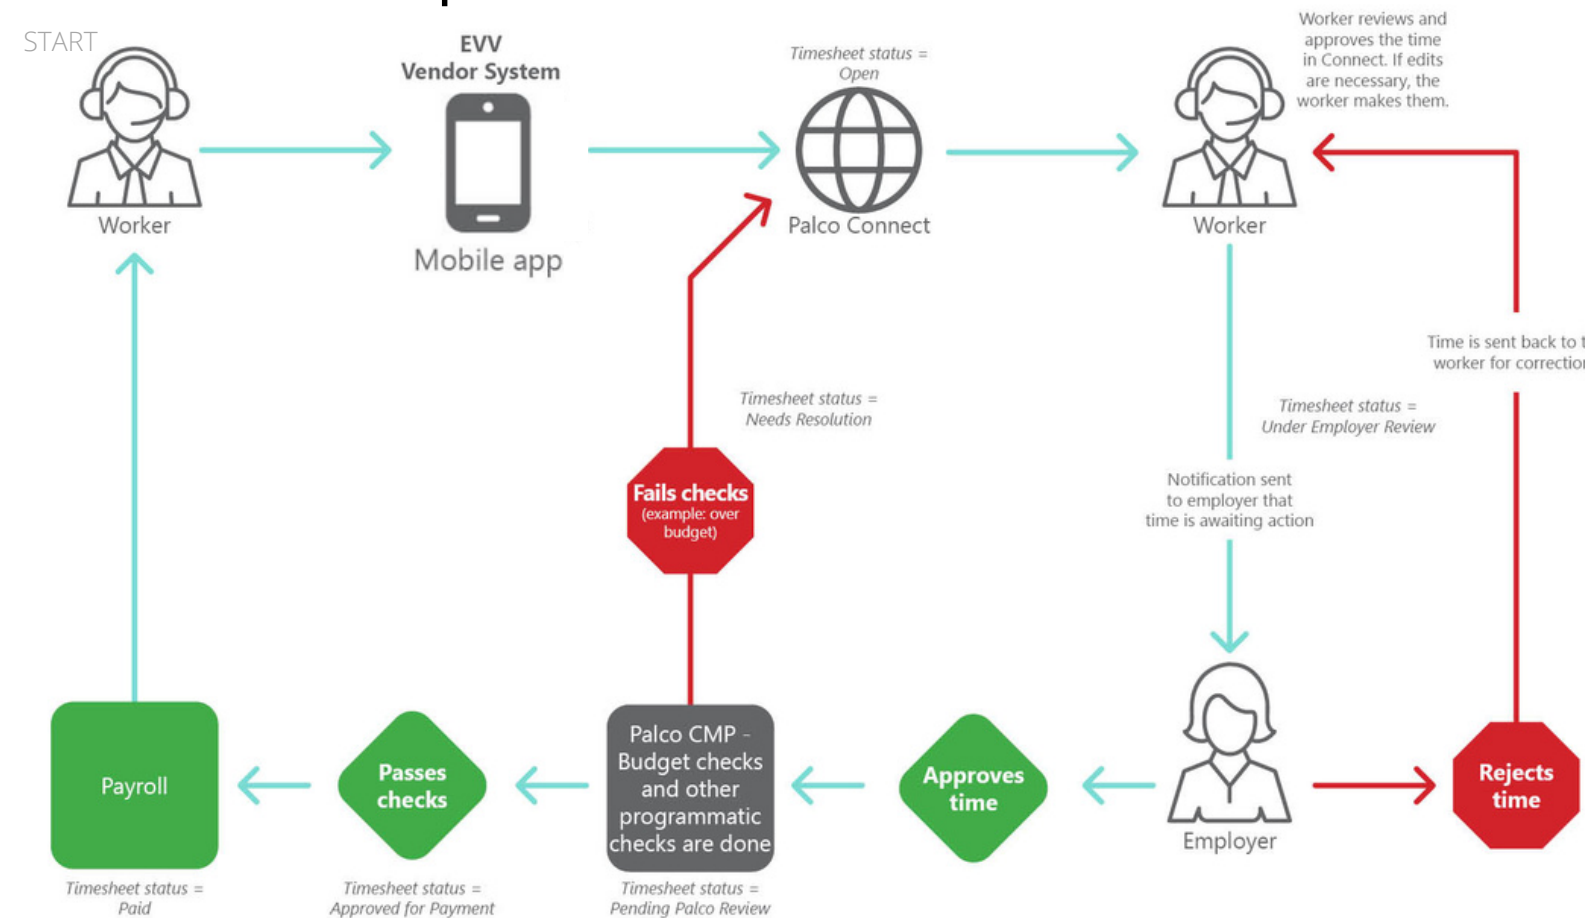 START
EVV
Vendor System
Mobile app
Worker
Timesheet status =
Open
Palco Connect
Worker reviews and
approves the time
in Connect. If edits
are necessary, the
worker makes them.
Worker
Time is sent back to
worker for correction
Timesheet status =
Needs Resolution
Timesheet status =
Under Employer Review
Notification sent
to employer that
time is awaiting action
Fails checks
(example: over
budget)
Payroll
Passes
checks
Palco CMP -
Budget checks
and other
programmatic
checks are done
Approves
time
Employer
Rejects
time
Timesheet status =
Paid
Timesheet status =
Approved for Payment
Timesheet status =
Pending Palco Review